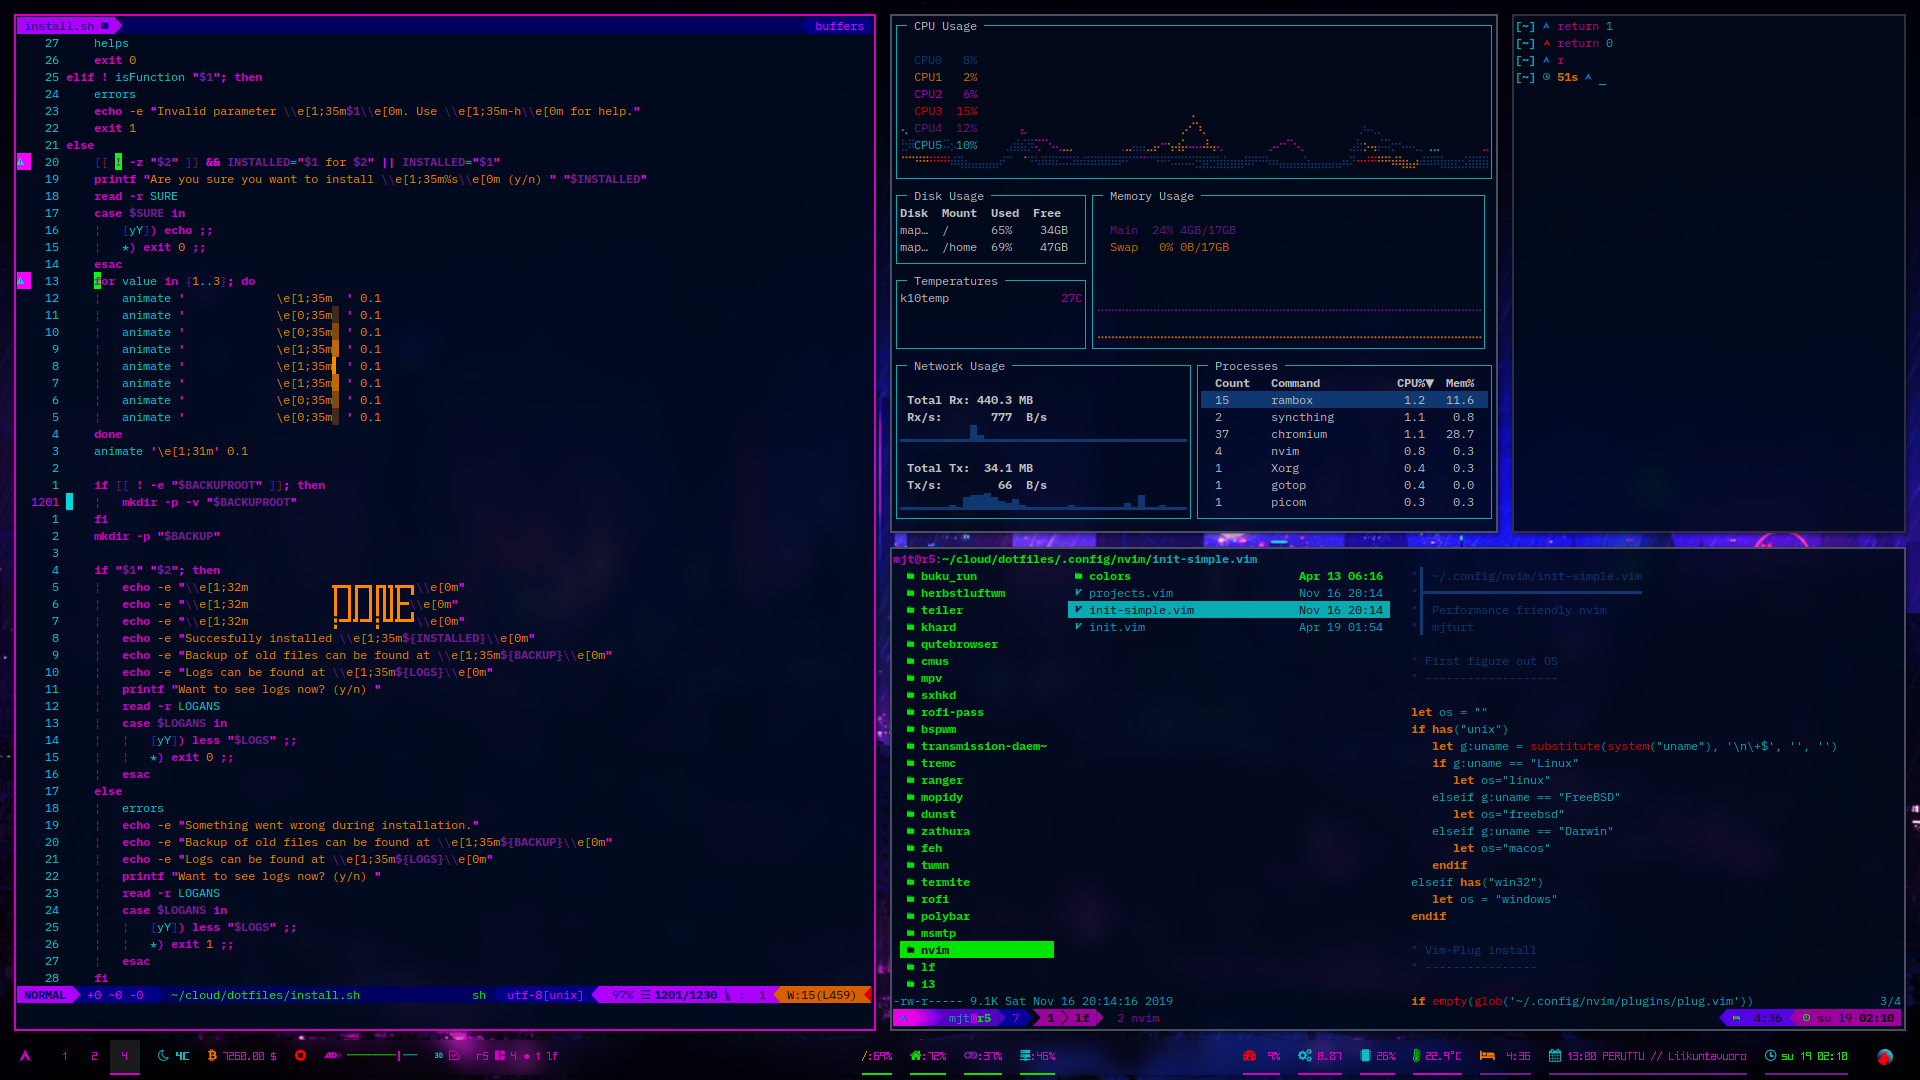 install.sh
buffers
27 helps
26 exit 0
25 elif ! isFunction "$1"; then
24 errors
23 echo -e "Invalid parameter \\e[1;35m$1\\e[0m. Use \\e[1;35m-h\\e[0m for help."
22 exit 1
21 else
20 [[ ! -z "$2" ]] && INSTALLED="$1 for $2" || INSTALLED="$1"
19 printf "Are you sure you want to install \\e[1;35m%s\\e[0m (y/n) " "$INSTALLED"
18 read -r SURE
17 case $SURE in
16 [yY]) echo ;;
15 *) exit 0 ;;
14 esac
13 for value in {1..3}; do
12 animate ' \e[1;35m ' 0.1
11 animate ' \e[0;35m ' 0.1
10 animate ' \e[0;35m ' 0.1
9 animate ' \e[1;35m ' 0.1
8 animate ' \e[1;35m ' 0.1
7 animate ' \e[1;35m ' 0.1
6 animate ' \e[0;35m ' 0.1
5 animate ' \e[0;35m ' 0.1
4 done
3 animate '\e[1;31m' 0.1
2
1 if [[ ! -e "$BACKUPROOT" ]]; then
1201 mkdir -p -v "$BACKUPROOT"
1 fi
2 mkdir -p "$BACKUP"
3
4 if "$1" "$2"; then
5 echo -e "\\e[1;32m \\e[0m"
6 echo -e "\\e[1;32m DONE \\e[0m"
7 echo -e "\\e[1;32m \\e[0m"
8 echo -e "Succesfully installed \\e[1;35m${INSTALLED}\\e[0m"
9 echo -e "Backup of old files can be found at \\e[1;35m${BACKUP}\\e[0m"
10 echo -e "Logs can be found at \\e[1;35m${LOGS}\\e[0m"
11 printf "Want to see logs now? (y/n) "
12 read -r LOGANS
13 case $LOGANS in
14 [yY]) less "$LOGS" ;;
15 *) exit 0 ;;
16 esac
17 else
18 errors
19 echo -e "Something went wrong during installation."
20 echo -e "Backup of old files can be found at \\e[1;35m${BACKUP}\\e[0m"
21 echo -e "Logs can be found at \\e[1;35m${LOGS}\\e[0m"
22 printf "Want to see logs now? (y/n) "
23 read -r LOGANS
24 case $LOGANS in
25 [yY]) less "$LOGS" ;;
26 *) exit 1 ;;
27 esac
28 fi
NORMAL +0 ~0 -0 ~/cloud/dotfiles/install.sh sh utf-8[unix] 97% ☰ 1201/1230 : 1 W:15(L459)
CPU Usage
CPU0 8%
CPU1 2%
CPU2 6%
CPU3 15%
CPU4 12%
CPU5 10%
Disk Usage
Disk Mount Used Free
map… / 65% 34GB
map… /home 69% 47GB
Memory Usage
Main 24% 4GB/17GB
Swap 0% 0B/17GB
Temperatures
k10temp 27C
Network Usage
Total Rx: 440.3 MB
Rx/s: 777 B/s
Total Tx: 34.1 MB
Tx/s: 66 B/s
Processes
Count Command CPU%▼ Mem%
15 rambox 1.2 11.6
2 syncthing 1.1 0.8
37 chromium 1.1 28.7
4 nvim 0.8 0.3
1 Xorg 0.4 0.3
1 gotop 0.4 0.0
1 picom 0.3 0.3
[~] return 1
[~] return 0
[~] r
[~] 51s _
mjt@r5:~/cloud/dotfiles/.config/nvim/init-simple.vim
buku_run
herbstluftwm
teiler
khard
qutebrowser
cmus
mpv
sxhkd
rofi-pass
bspwm
transmission-daem~
tremc
ranger
mopidy
dunst
zathura
feh
twmn
termite
rofi
polybar
msmtp
nvim
lf
i3
colors Apr 13 06:16
projects.vim Nov 16 20:14
init-simple.vim Nov 16 20:14
init.vim Apr 19 01:54
" ~/.config/nvim/init-simple.vim
" Performance friendly nvim
" mjturt
" First figure out OS
" -------------------
let os = ""
if has("unix")
let g:uname = substitute(system("uname"), '\n\+$', '', '')
if g:uname == "Linux"
let os="linux"
elseif g:uname == "FreeBSD"
let os="freebsd"
elseif g:uname == "Darwin"
let os="macos"
endif
elseif has("win32")
let os = "windows"
endif
" Vim-Plug install
" ----------------
if empty(glob('~/.config/nvim/plugins/plug.vim'))
-rw-r----- 9.1K Sat Nov 16 20:14:16 2019 3/4
mjt@r5 7 1 lf 2 nvim 4:36 su 19 02:10
1 2 4 4C 7260.00 $ 30 r5 4 1 lf /:69% :72% :37% :46% 9% 0.87 26% 22.9°C 4:36 13:00 PERUTTU // Liikuntavuoro su 19 02:10